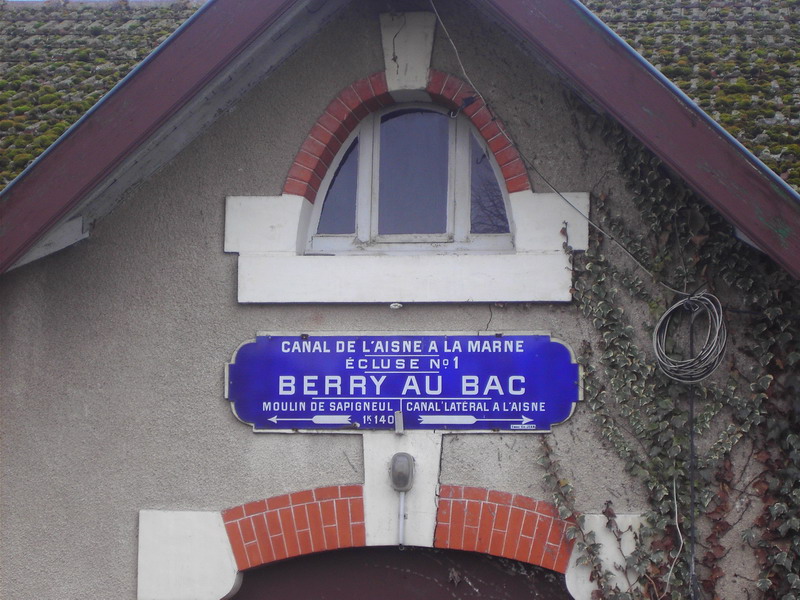 CANAL DE L'AISNE A LA MARNE
ÉCLUSE No1
BERRY AU BAC
MOULIN DE SAPIGNEUL CANAL LATÉRAL A L'AISNE
1K140